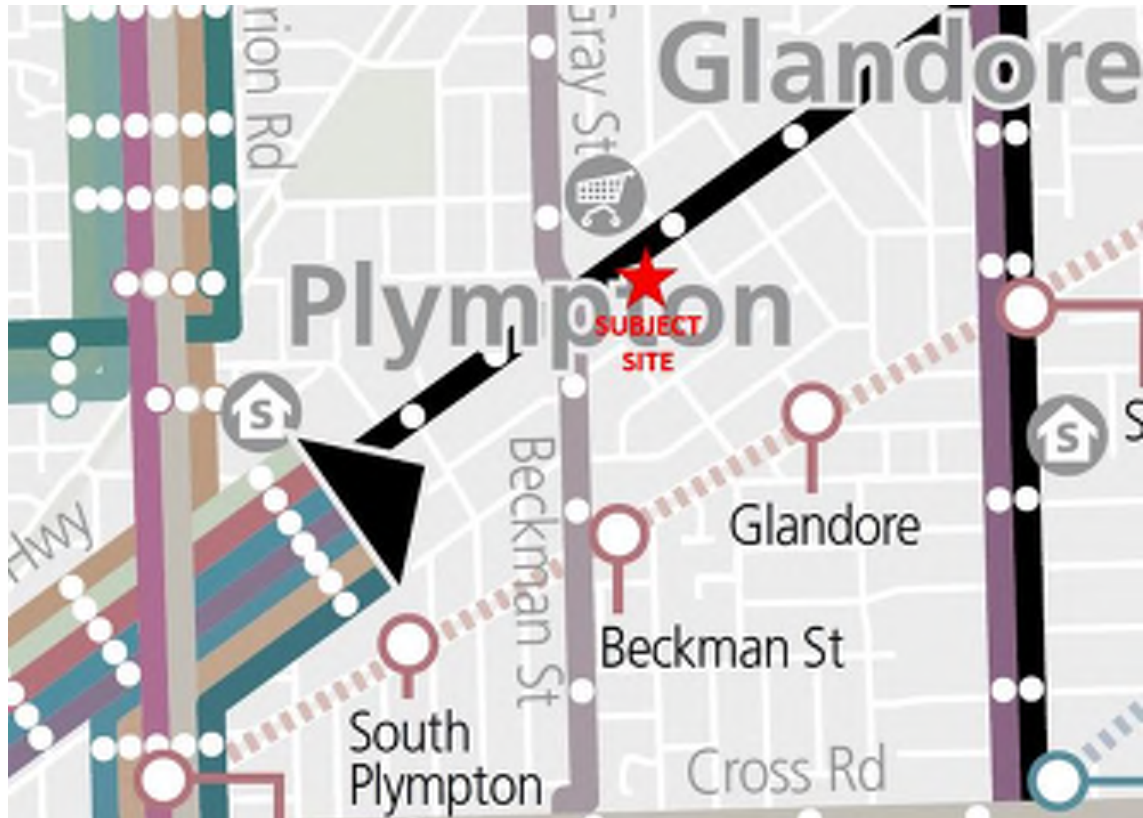 rion Rd
Gray St
Glandore
Plympton
SUBJECT
SITE
S
S
S
Hwy
Beckman St
Glandore
Beckman St
South
Plympton
Cross Rd